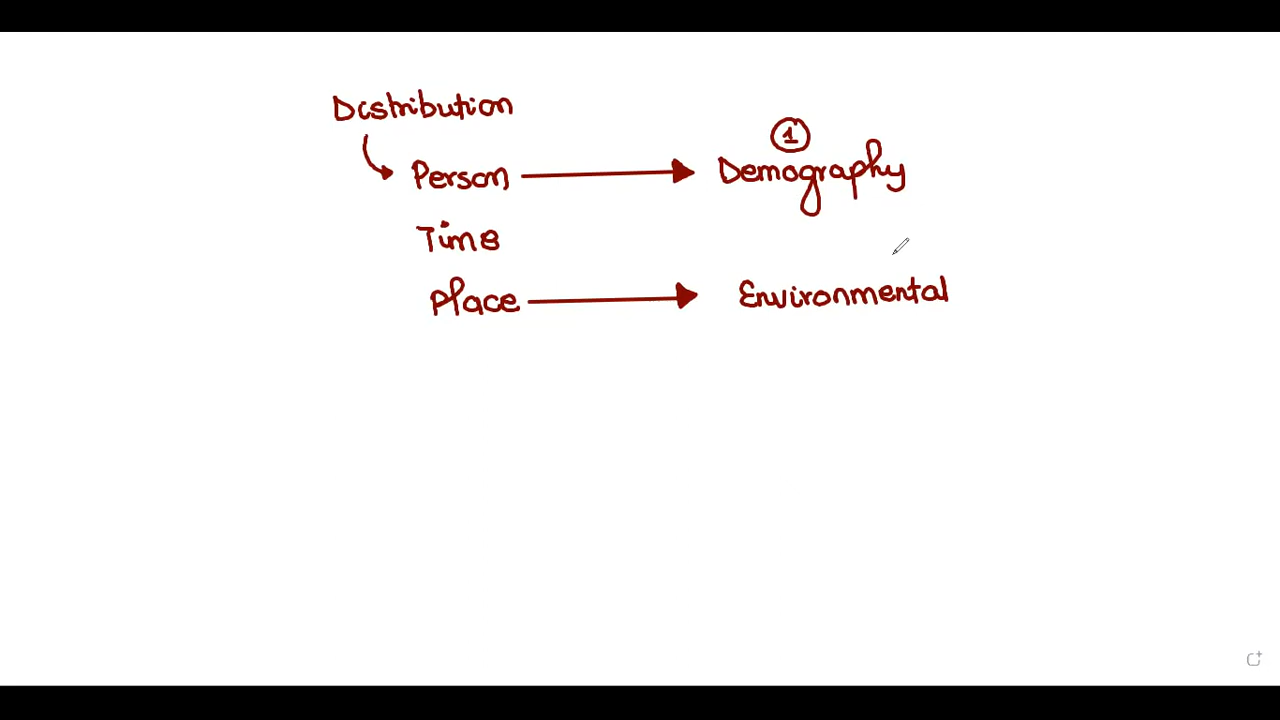 Distribution
1
Person → Demography
Time
Place → Environmental